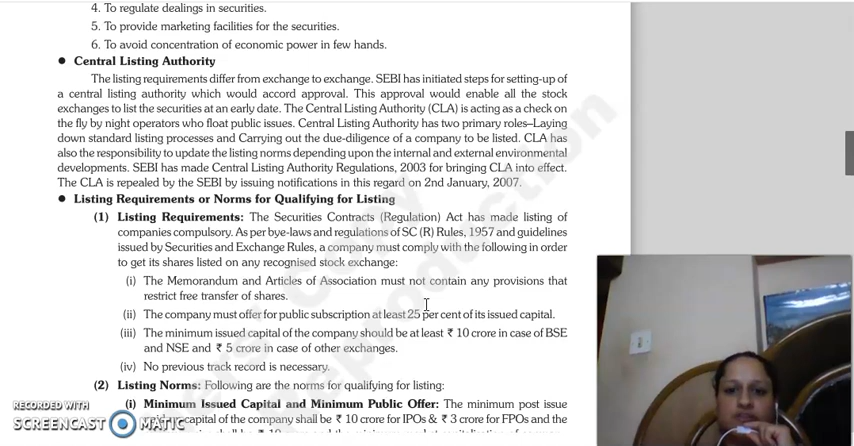 4. To regulate dealings in securities.
5. To provide marketing facilities for the securities.
6. To avoid concentration of economic power in few hands.
● Central Listing Authority
The listing requirements differ from exchange to exchange. SEBI has initiated steps for setting-up of
a central listing authority which would accord approval. This approval would enable all the stock
exchanges to list the securities at an early date. The Central Listing Authority (CLA) is acting as a check on
the fly by night operators who float public issues. Central Listing Authority has two primary roles–Laying
down standard listing processes and Carrying out the due-diligence of a company to be listed. CLA has
also the responsibility to update the listing norms depending upon the internal and external environmental
developments. SEBI has made Central Listing Authority Regulations, 2003 for bringing CLA into effect.
The CLA is repealed by the SEBI by issuing notifications in this regard on 2nd January, 2007.
● Listing Requirements or Norms for Qualifying for Listing
(1) Listing Requirements: The Securities Contracts (Regulation) Act has made listing of
companies compulsory. As per bye-laws and regulations of SC (R) Rules, 1957 and guidelines
issued by Securities and Exchange Rules, a company must comply with the following in order
to get its shares listed on any recognised stock exchange:
(i) The Memorandum and Articles of Association must not contain any provisions that
restrict free transfer of shares.
(ii) The company must offer for public subscription at least 25 per cent of its issued capital.
(iii) The minimum issued capital of the company should be at least ₹ 10 crore in case of BSE
and NSE and ₹ 5 crore in case of other exchanges.
(iv) No previous track record is necessary.
(2) Listing Norms: Following are the norms for qualifying for listing:
(i) Minimum Issued Capital and Minimum Public Offer: The minimum post issue
capital of the company shall be ₹ 10 crore for IPOs & ₹ 3 crore for FPOs and the
RECORDED WITH
SCREENCAST MATIC